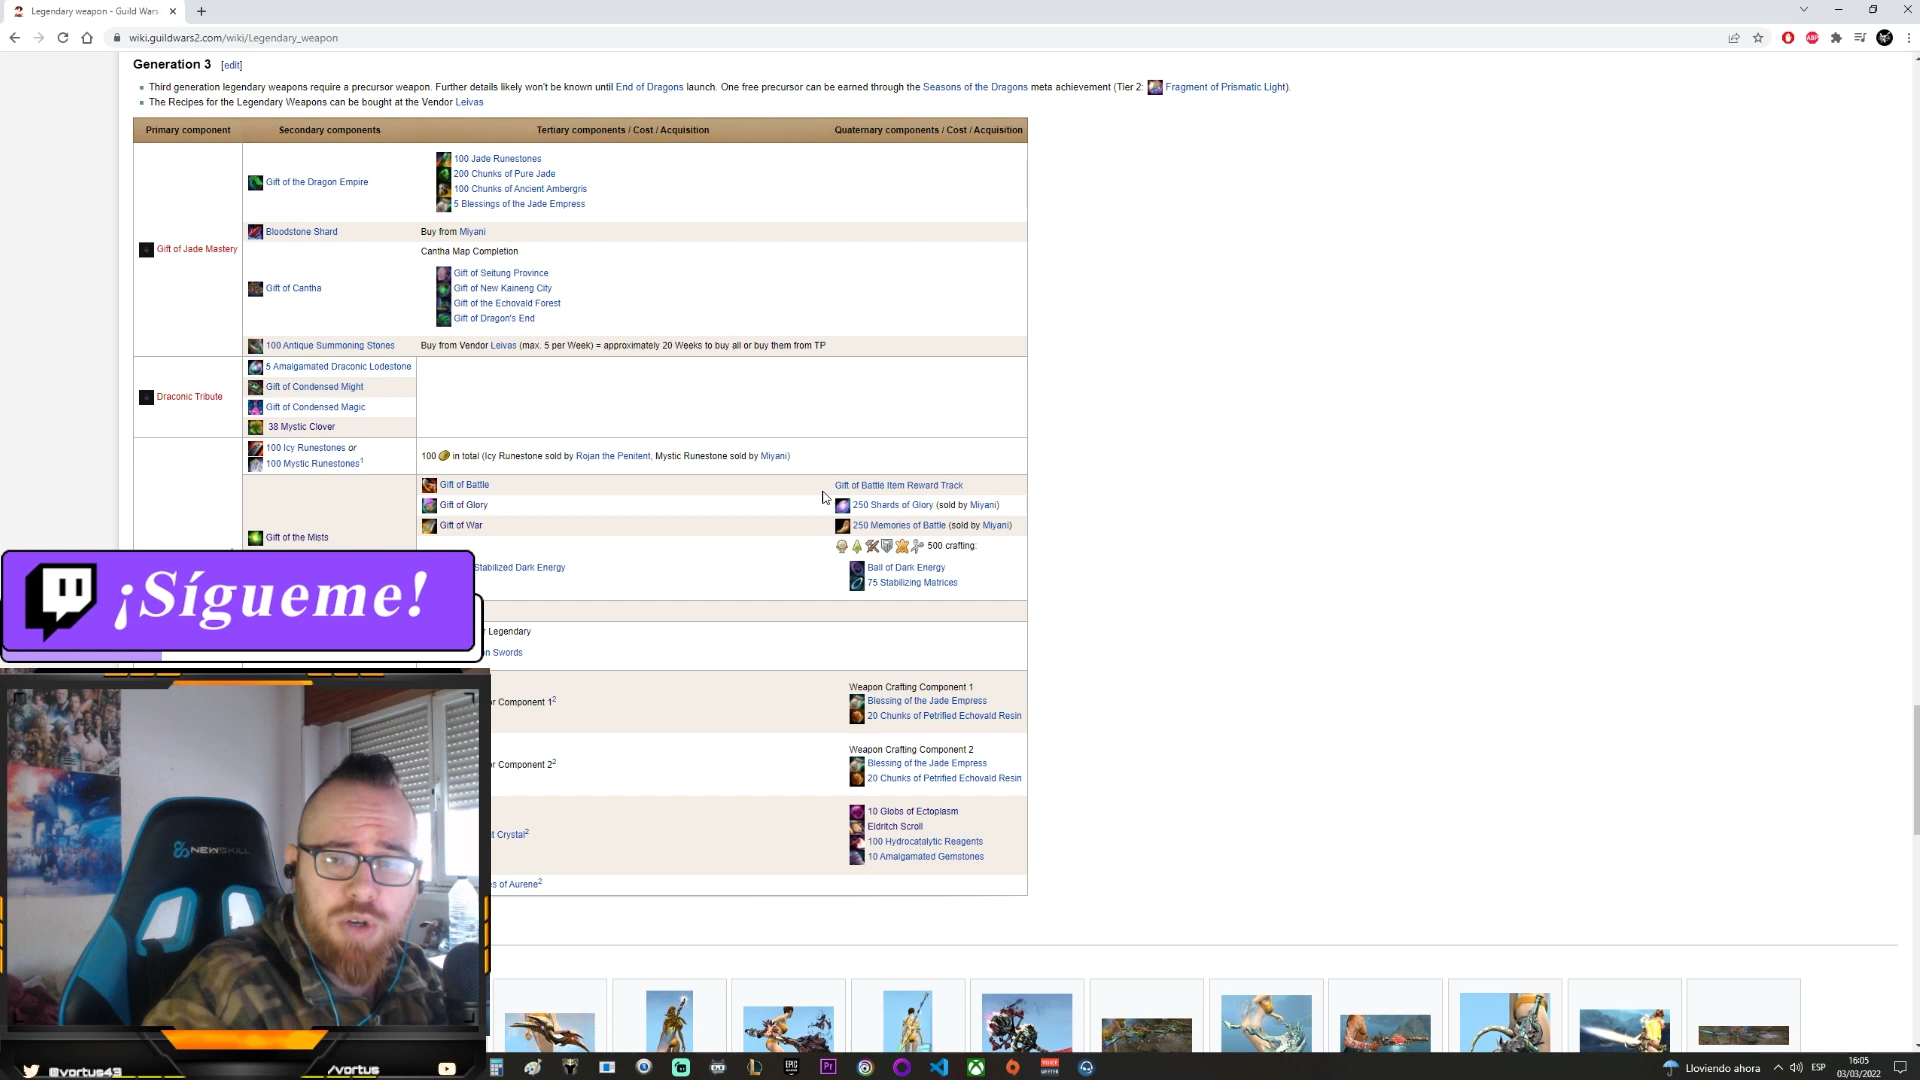 Legendary weapon - Guild Wars
wiki.guildwars2.com/wiki/Legendary_weapon
Generation 3 [edit]
Third generation legendary weapons require a precursor weapon. Further details likely won't be known until End of Dragons launch. One free precursor can be earned through the Seasons of the Dragons meta achievement (Tier 2: Fragment of Prismatic Light).
The Recipes for the Legendary Weapons can be bought at the Vendor Leivas
Primary component Secondary components Tertiary components / Cost / Acquisition Quaternary components / Cost / Acquisition
100 Jade Runestones
200 Chunks of Pure Jade
Gift of the Dragon Empire
100 Chunks of Ancient Ambergris
5 Blessings of the Jade Empress
Bloodstone Shard Buy from Miyani
Gift of Jade Mastery
Cantha Map Completion
Gift of Seitung Province
Gift of Cantha
Gift of New Kaineng City
Gift of the Echovald Forest
Gift of Dragon's End
100 Antique Summoning Stones Buy from Vendor Leivas (max. 5 per Week) = approximately 20 Weeks to buy all or buy them from TP
5 Amalgamated Draconic Lodestone
Gift of Condensed Might
Draconic Tribute
Gift of Condensed Magic
38 Mystic Clover
100 Icy Runestones or
100 Mystic Runestones1
100 in total (Icy Runestone sold by Rojan the Penitent, Mystic Runestone sold by Miyani)
Gift of Battle Gift of Battle Item Reward Track
Gift of Glory 250 Shards of Glory (sold by Miyani)
Gift of War 250 Memories of Battle (sold by Miyani)
Gift of the Mists
500 crafting:
Stabilized Dark Energy Ball of Dark Energy
75 Stabilizing Matrices
¡Sígueme!
r Legendary
n Swords
r Component 12
Weapon Crafting Component 1
Blessing of the Jade Empress
20 Chunks of Petrified Echovald Resin
r Component 22
Weapon Crafting Component 2
Blessing of the Jade Empress
20 Chunks of Petrified Echovald Resin
t Crystal2
10 Globs of Ectoplasm
Eldritch Scroll
100 Hydrocatalytic Reagents
10 Amalgamated Gemstones
s of Aurene2
NEWSKILL
@vortus43 /vortus
ABP
EPIC
Pr
Lloviendo ahora ESP 16:05
03/03/2022